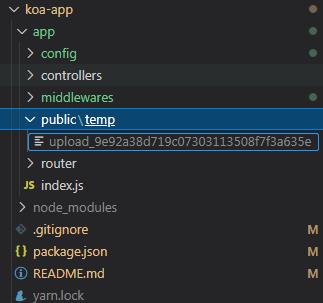 koa-app
app
config
controllers
middlewares
public\temp
upload_9e92a38d719c07303113508f7f3a635e
router
JS index.js
node_modules
.gitignore M
{} package.json M
README.md M
yarn.lock